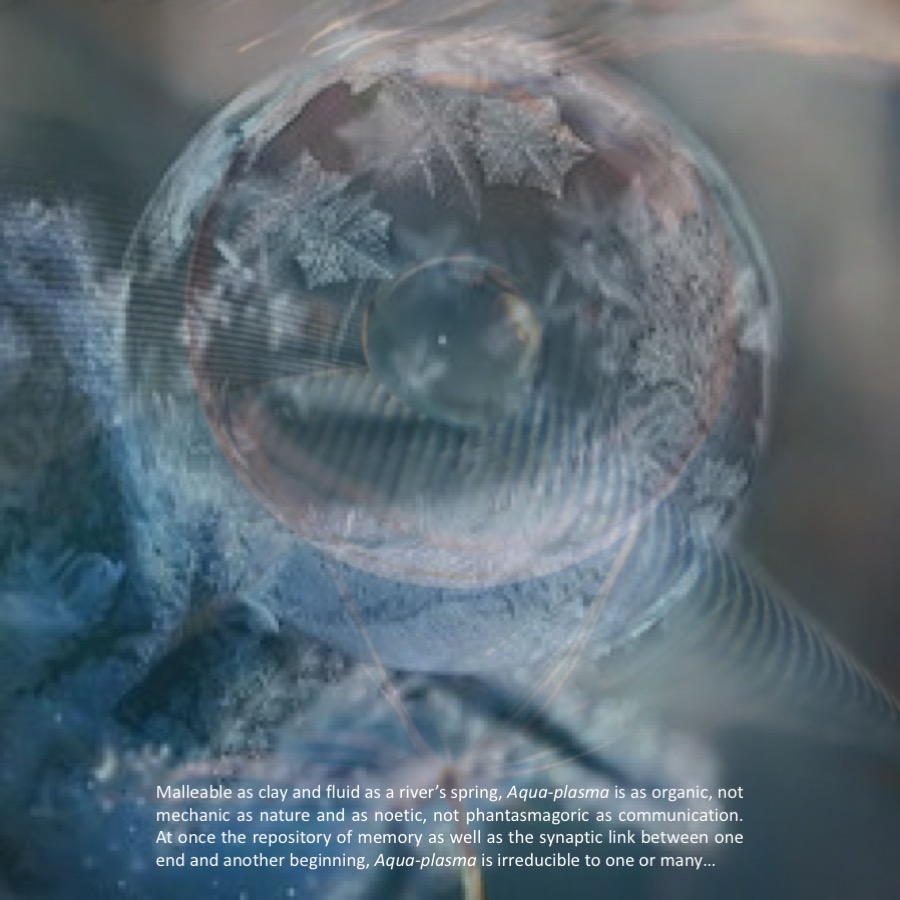 Malleable as clay and fluid as a river’s spring, Aqua-plasma is as organic, not
mechanic as nature and as noetic, not phantasmagoric as communication.
At once the repository of memory as well as the synaptic link between one
end and another beginning, Aqua-plasma is irreducible to one or many…